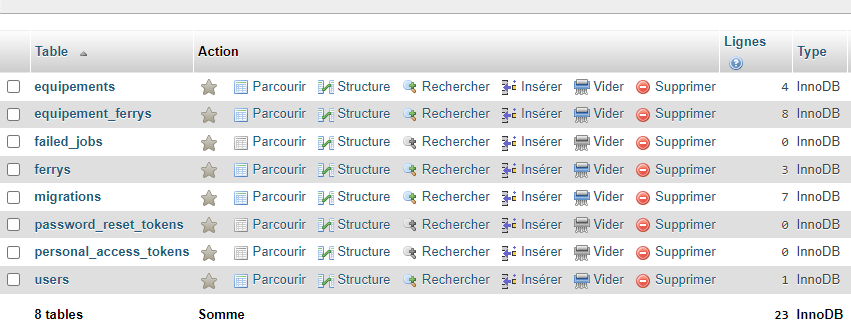 Table Action Lignes Type
equipements Parcourir Structure Rechercher Insérer Vider Supprimer 4 InnoDB
equipement_ferrys Parcourir Structure Rechercher Insérer Vider Supprimer 8 InnoDB
failed_jobs Parcourir Structure Rechercher Insérer Vider Supprimer 0 InnoDB
ferrys Parcourir Structure Rechercher Insérer Vider Supprimer 3 InnoDB
migrations Parcourir Structure Rechercher Insérer Vider Supprimer 7 InnoDB
password_reset_tokens Parcourir Structure Rechercher Insérer Vider Supprimer 0 InnoDB
personal_access_tokens Parcourir Structure Rechercher Insérer Vider Supprimer 0 InnoDB
users Parcourir Structure Rechercher Insérer Vider Supprimer 1 InnoDB
8 tables Somme 23 InnoDB